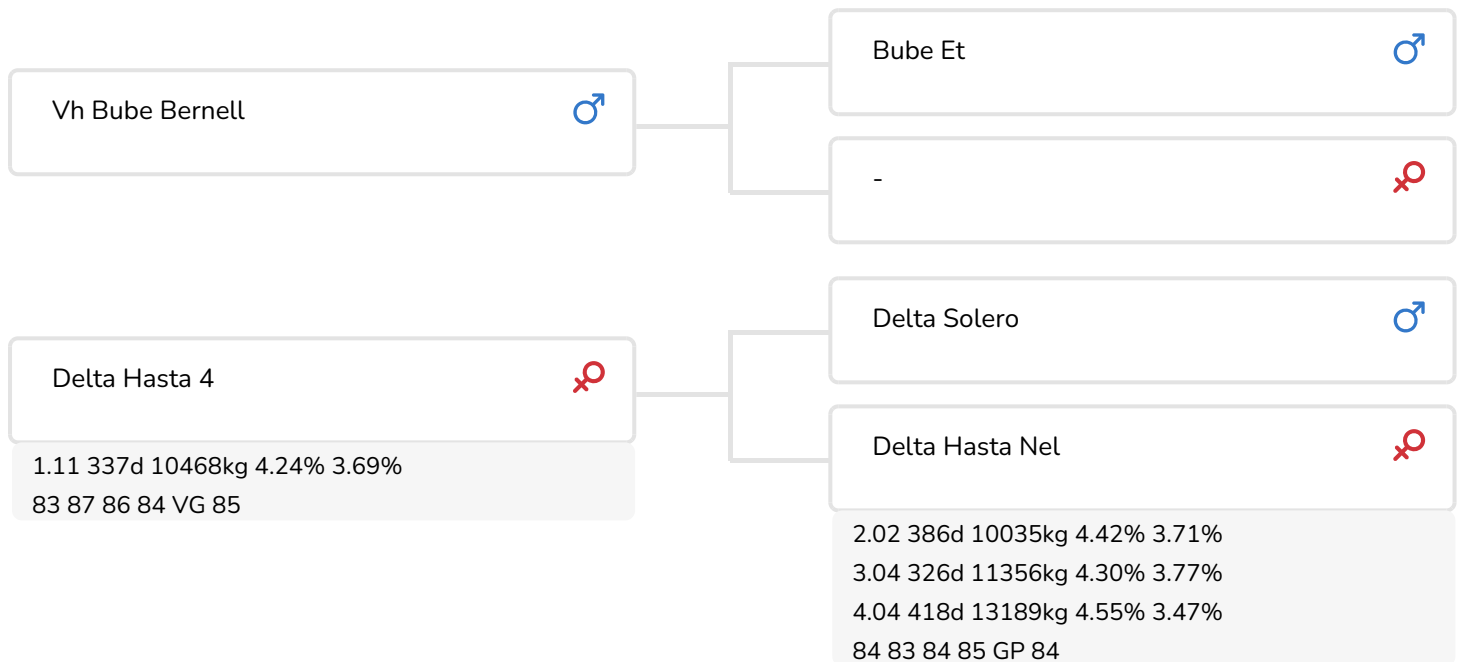 Vh Bube Bernell
Bube Et
-
Delta Hasta 4
1.11 337d 10468kg 4.24% 3.69%
83 87 86 84 VG 85
Delta Solero
Delta Hasta Nel
2.02 386d 10035kg 4.42% 3.71%
3.04 326d 11356kg 4.30% 3.77%
4.04 418d 13189kg 4.55% 3.47%
84 83 84 85 GP 84